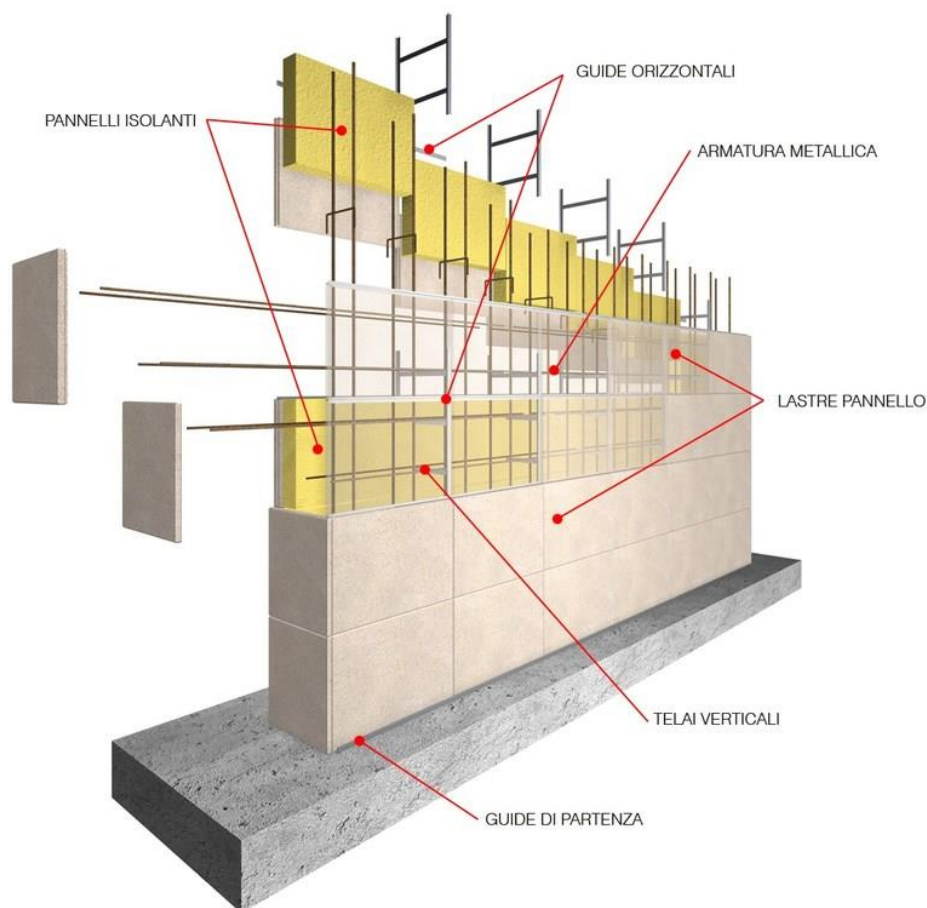 GUIDE ORIZZONTALI
PANNELLI ISOLANTI
ARMATURA METALLICA
LASTRE PANNELLO
TELAI VERTICALI
GUIDE DI PARTENZA